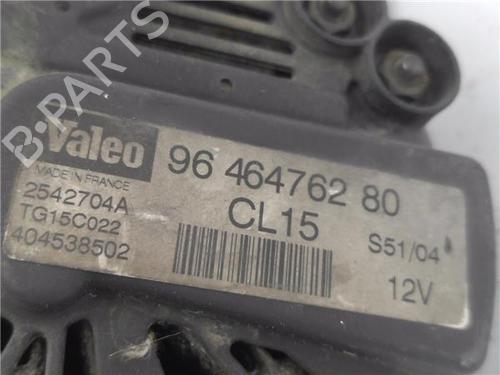 B-PARTS
Valeo
MADE IN FRANCE
2542704A
TG15C022
404538502
96 464762 80
CL15
S51/04
12V